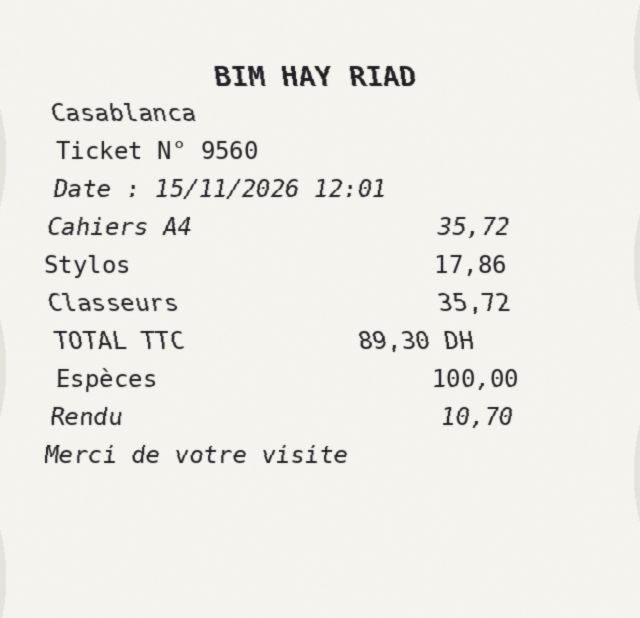 BIM HAY RIAD
Casablanca
Ticket N° 9560
Date : 15/11/2026 12:01
Cahiers A4 35,72
Stylos 17,86
Classeurs 35,72
TOTAL TTC 89,30 DH
Espèces 100,00
Rendu 10,70
Merci de votre visite